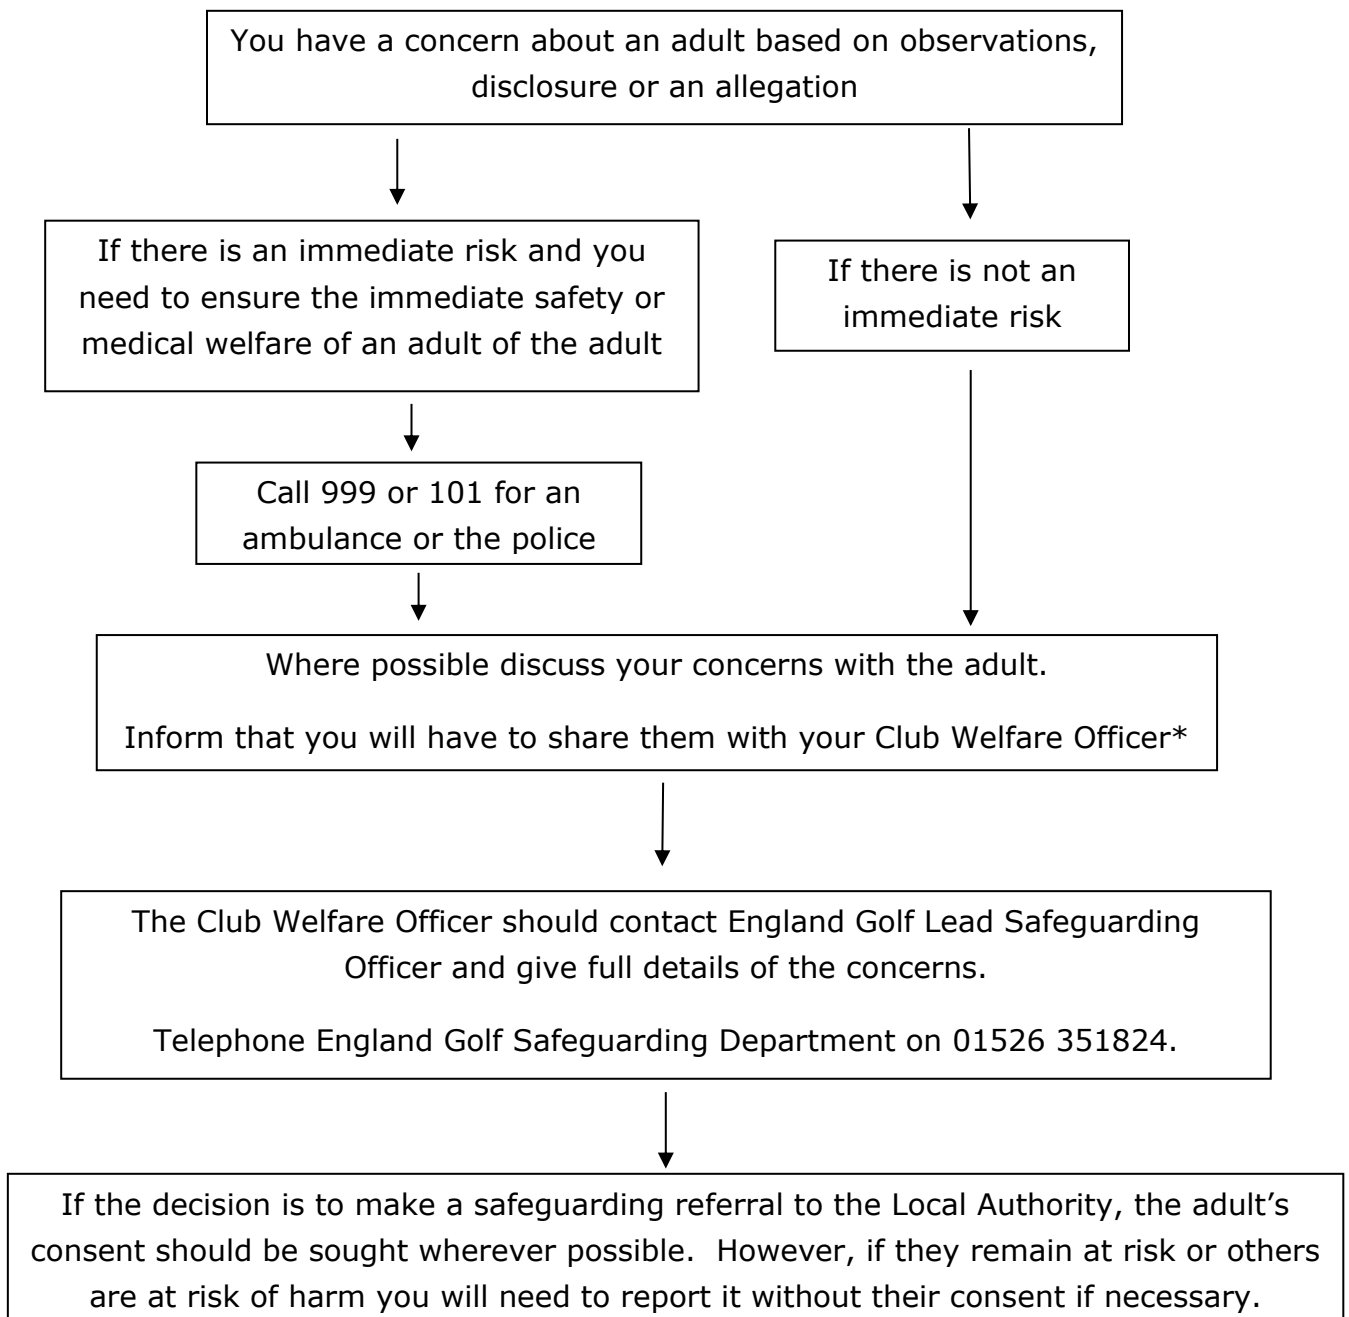 You have a concern about an adult based on observations,
disclosure or an allegation
If there is an immediate risk and you
need to ensure the immediate safety or
medical welfare of an adult of the adult
If there is not an
immediate risk
Call 999 or 101 for an
ambulance or the police
Where possible discuss your concerns with the adult.
Inform that you will have to share them with your Club Welfare Officer*
The Club Welfare Officer should contact England Golf Lead Safeguarding
Officer and give full details of the concerns.
Telephone England Golf Safeguarding Department on 01526 351824.
If the decision is to make a safeguarding referral to the Local Authority, the adult’s
consent should be sought wherever possible.  However, if they remain at risk or others
are at risk of harm you will need to report it without their consent if necessary.